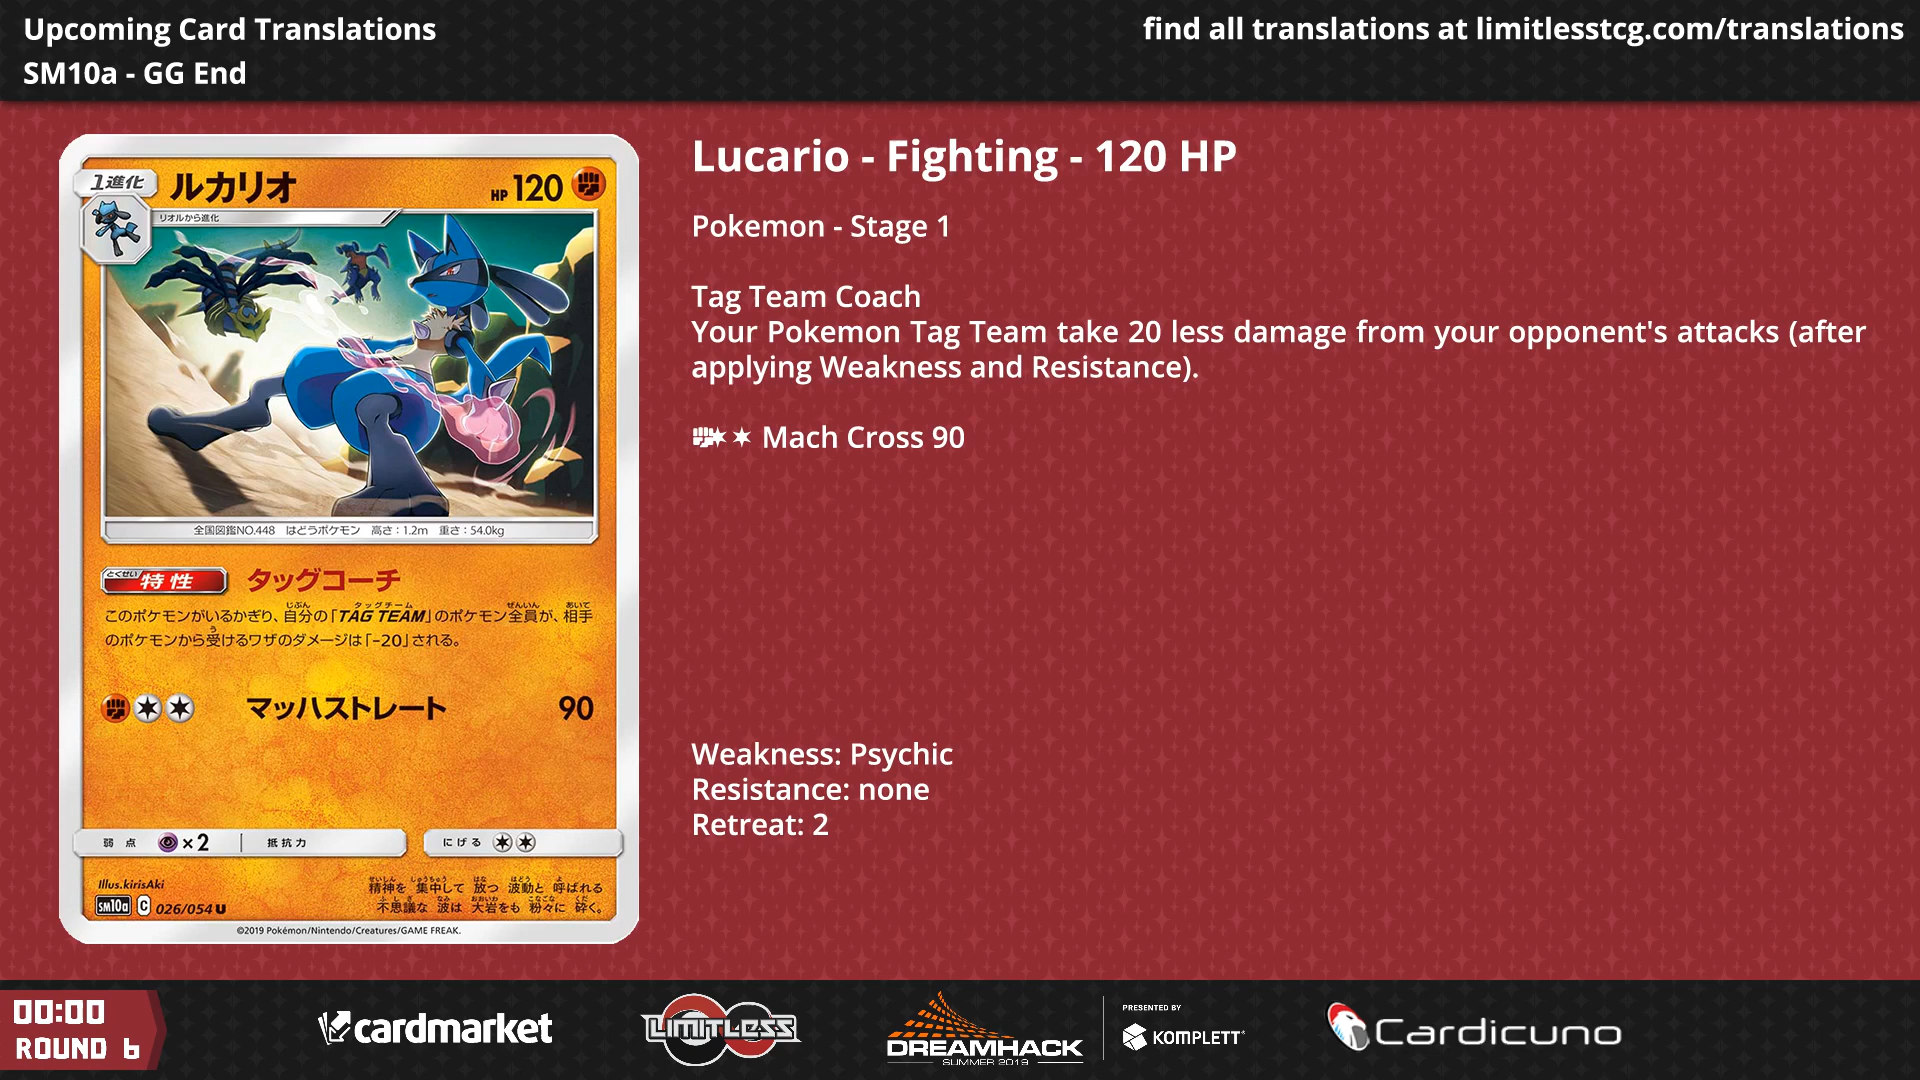 Upcoming Card Translations
SM10a - GG End
find all translations at limitlesstcg.com/translations
1進化
ルカリオ
HP 120
リオルから進化
全国図鑑NO.448 はどうポケモン 高さ：1.2m 重さ：54.0kg
とくせい
特性 タッグコーチ
このポケモンがいるかぎり、自分の「TAG TEAM」のポケモン全員が、相手
のポケモンから受けるワザのダメージは「-20」される。
マッハストレート 90
弱点 ×2 抵抗力 にげる
Illus.kirisAki
sm10a C 026/054 U
精神を 集中して 放つ 波動と 呼ばれる
不思議な 波は 大岩をも 粉々に 砕く。
©2019 Pokémon/Nintendo/Creatures/GAME FREAK.
Lucario - Fighting - 120 HP
Pokemon - Stage 1
Tag Team Coach
Your Pokemon Tag Team take 20 less damage from your opponent's attacks (after
applying Weakness and Resistance).
Mach Cross 90
Weakness: Psychic
Resistance: none
Retreat: 2
00:00
ROUND 6
cardmarket
LIMITLESS
DREAMHACK
SUMMER 2019
PRESENTED BY
KOMPLETT
Cardicuno